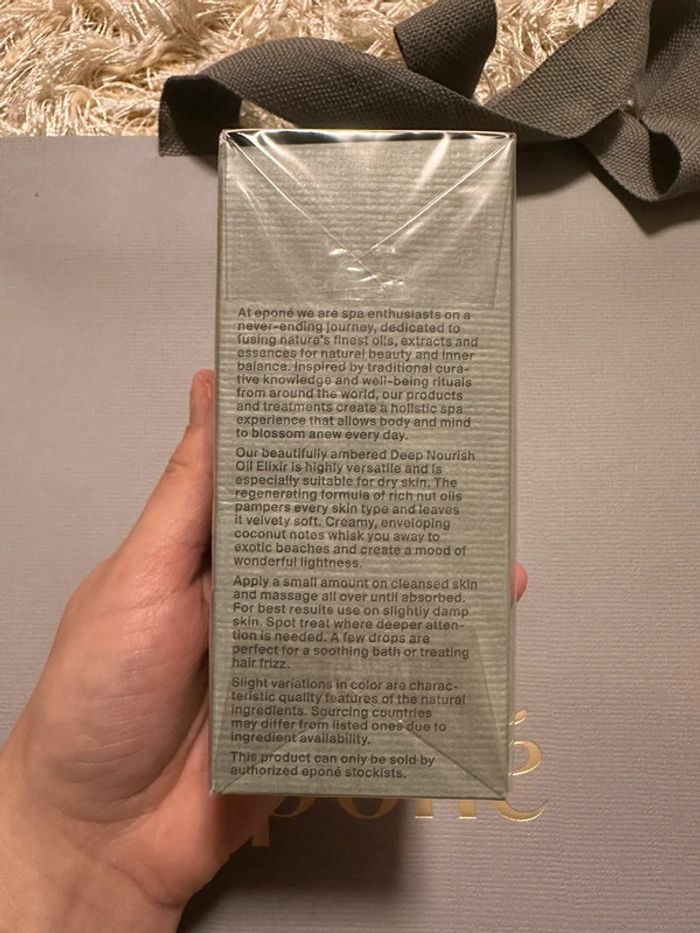 At eponé we are spa enthusiasts on a
never-ending journey, dedicated to
fusing nature's finest oils, extracts and
essences for natural beauty and inner
balance. Inspired by traditional cura-
tive knowledge and well-being rituals
from around the world, our products
and treatments create a holistic spa
experience that allows body and mind
to blossom anew every day.
Our beautifully ambered Deep Nourish
Oil Elixir is highly versatile and is
especially suitable for dry skin. The
regenerating formula of rich nut oils
pampers every skin type and leaves
it velvety soft. Creamy, enveloping
coconut notes whisk you away to
exotic beaches and create a mood of
wonderful lightness.
Apply a small amount on cleansed skin
and massage all over until absorbed.
For best results use on slightly damp
skin. Spot treat where deeper atten-
tion is needed. A few drops are
perfect for a soothing bath or treating
hair frizz.
Slight variations in color are charac-
teristic quality features of the natural
ingredients. Sourcing countries
may differ from listed ones due to
ingredient availability.
This product can only be sold by
authorized eponé stockists.
eponé